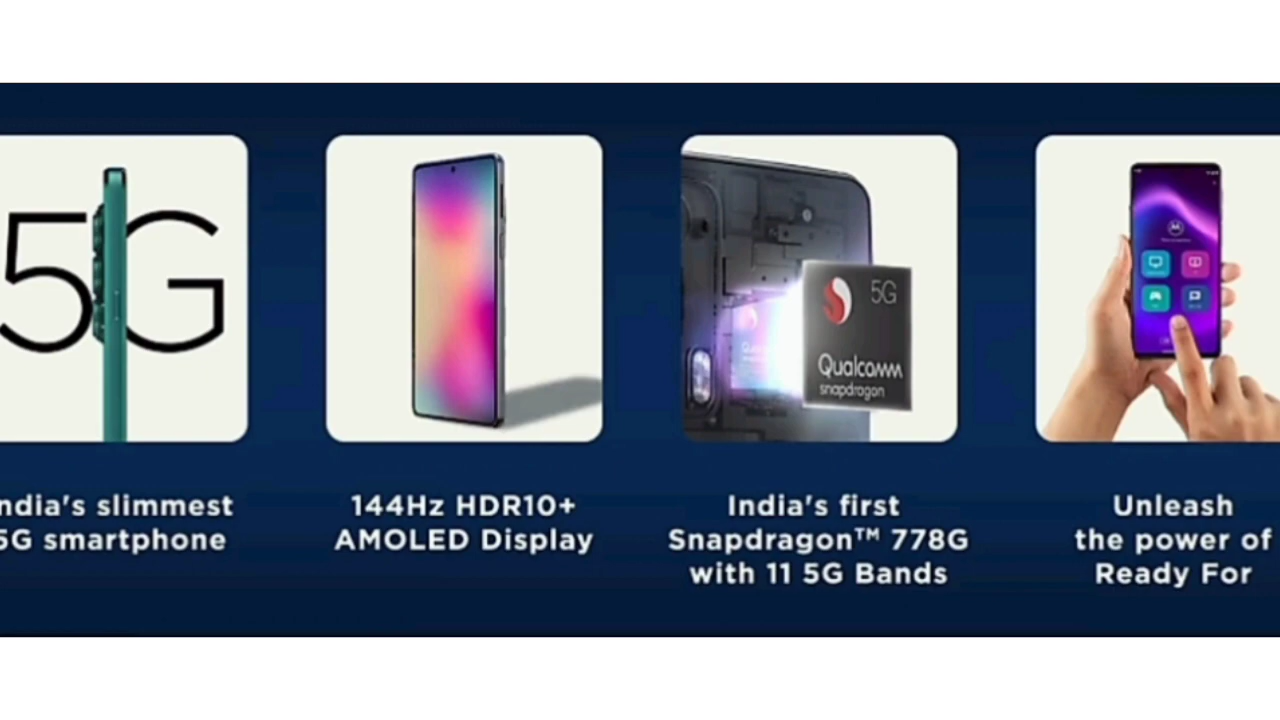 5G
ndia's slimmest
5G smartphone
144Hz HDR10+
AMOLED Display
5G
Qualcomm
snapdragon
India's first
Snapdragon™ 778G
with 11 5G Bands
Unleash
the power of
Ready For